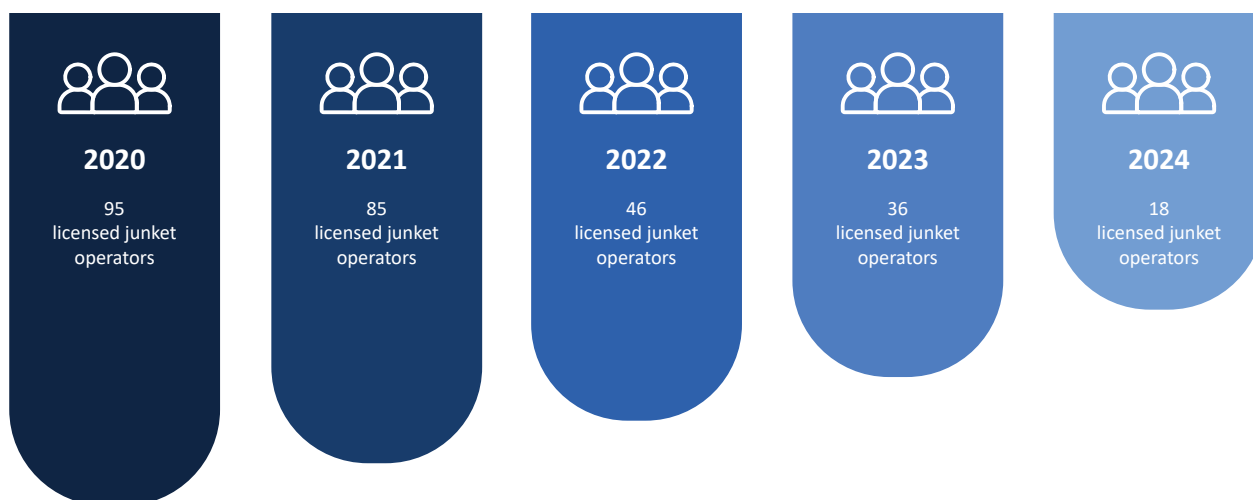 2020
95
licensed junket
operators
2021
85
licensed junket
operators
2022
46
licensed junket
operators
2023
36
licensed junket
operators
2024
18
licensed junket
operators